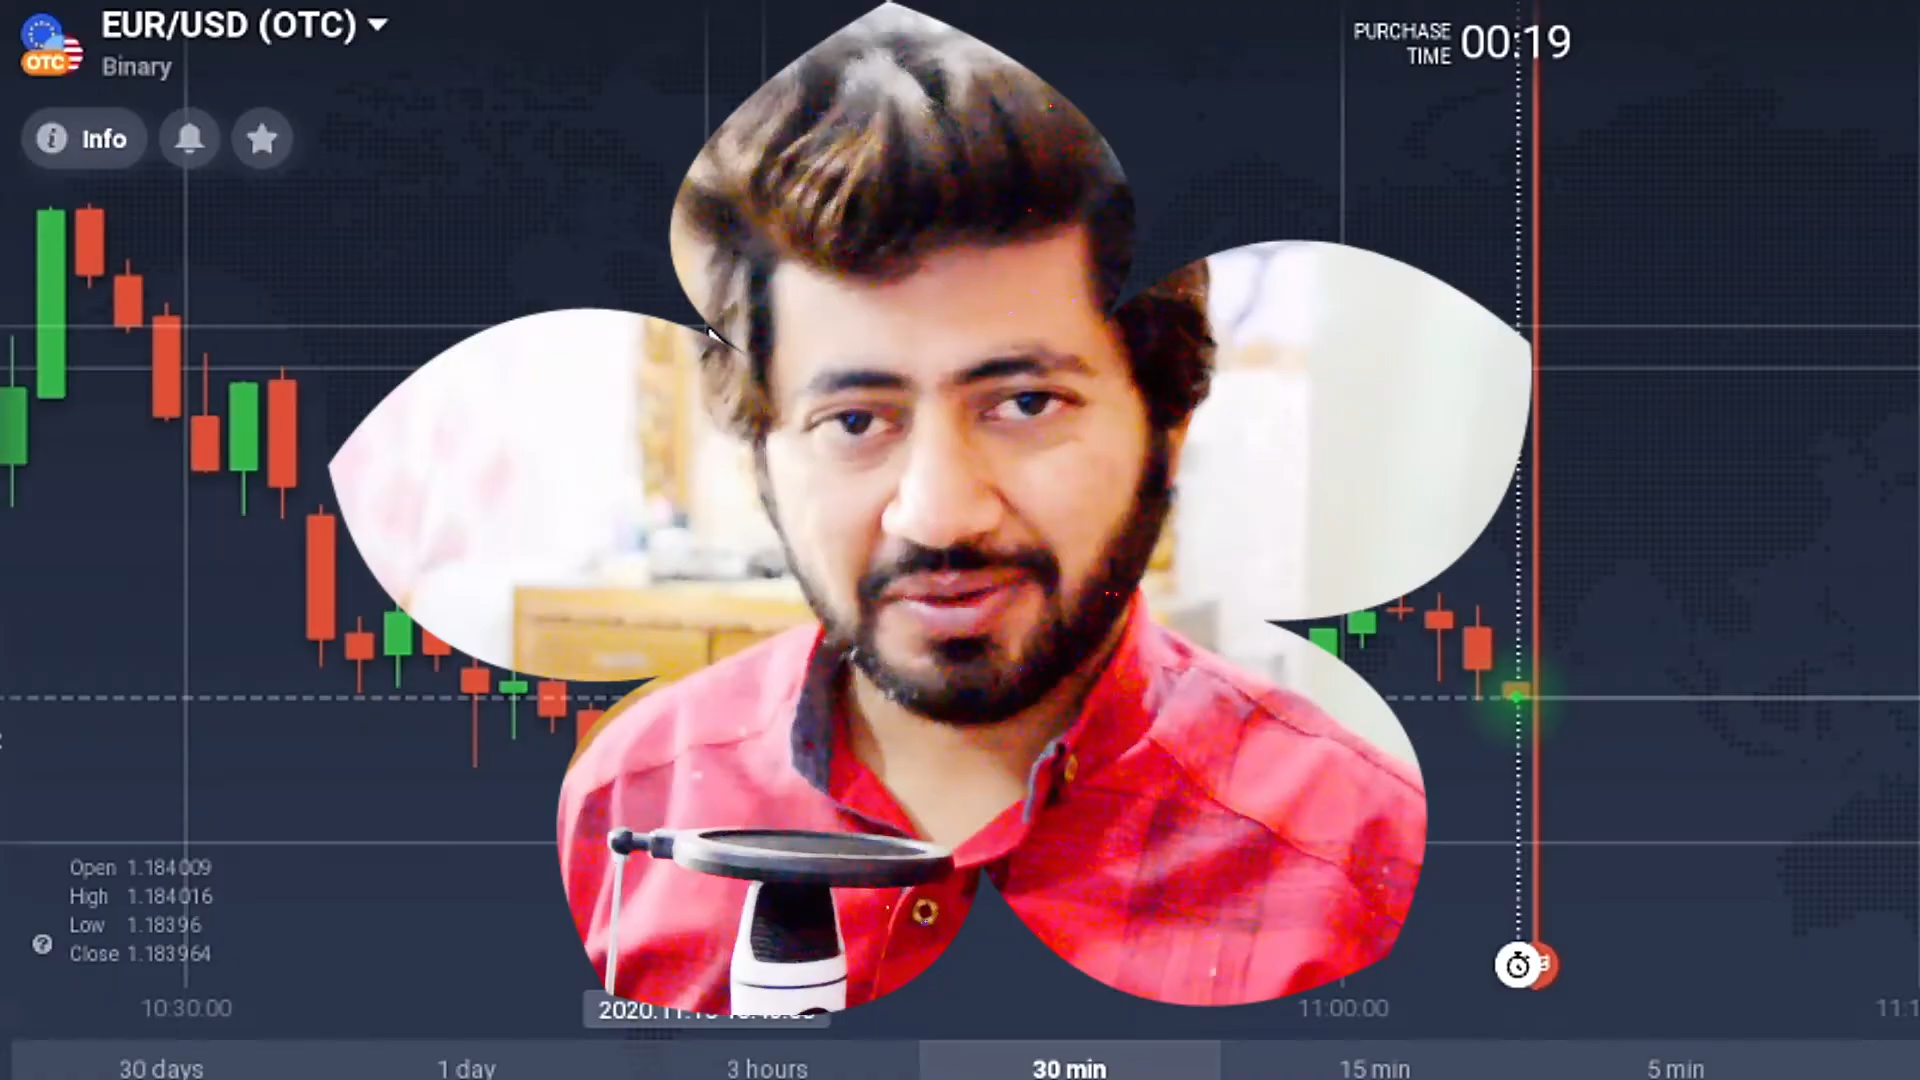 EUR/USD (OTC)
PURCHASE TIME 00:19
OTC
Binary
Info
Open 1.184009
High 1.184016
Low 1.18396
Close 1.183964
10:30:00
11:00:00
30 days 1 day 3 hours 30 min 15 min 5 min